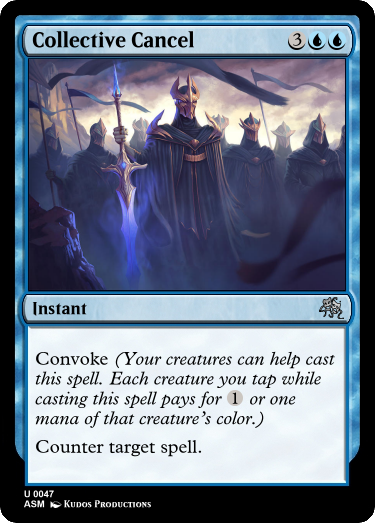 Collective Cancel 3
Instant
Convoke (Your creatures can help cast
this spell. Each creature you tap while
casting this spell pays for 1 or one
mana of that creature's color.)
Counter target spell.
U 0047
ASM Kudos Productions